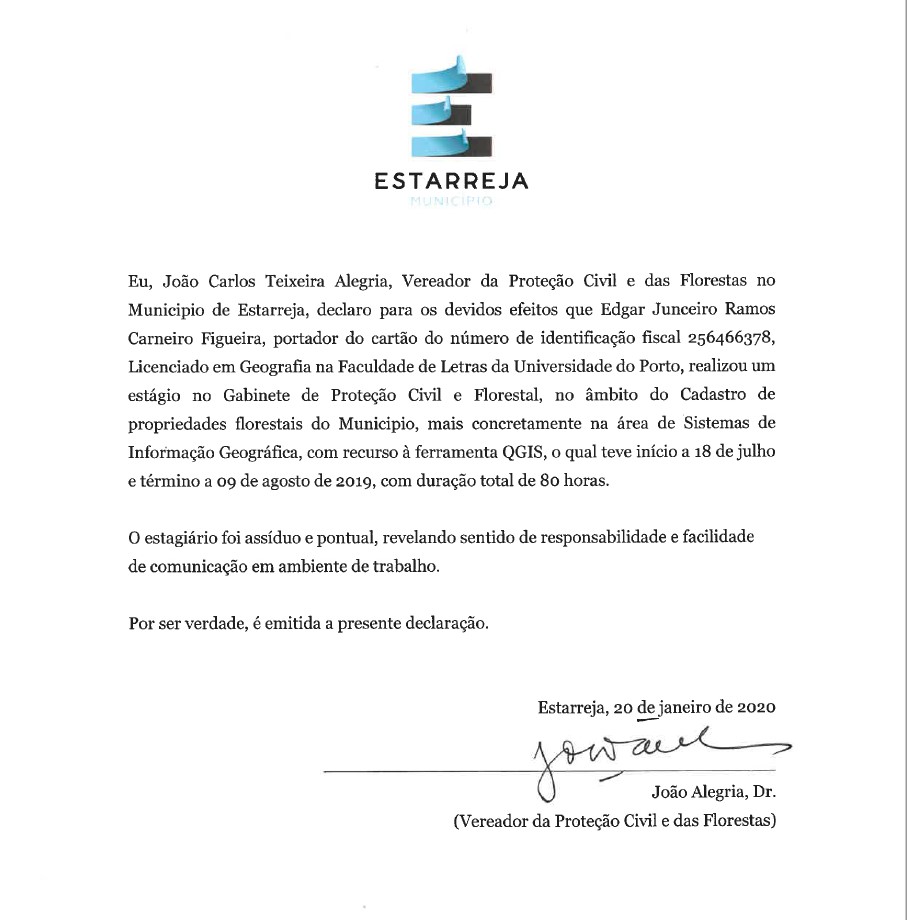 ESTARREJA
MUNICÍPIO
Eu, João Carlos Teixeira Alegria, Vereador da Proteção Civil e das Florestas no
Municipio de Estarreja, declaro para os devidos efeitos que Edgar Junceiro Ramos
Carneiro Figueira, portador do cartão do número de identificação fiscal 256466378,
Licenciado em Geografia na Faculdade de Letras da Universidade do Porto, realizou um
estágio no Gabinete de Proteção Civil e Florestal, no âmbito do Cadastro de
propriedades florestais do Municipio, mais concretamente na área de Sistemas de
Informação Geográfica, com recurso à ferramenta QGIS, o qual teve início a 18 de julho
e término a 09 de agosto de 2019, com duração total de 80 horas.
O estagiário foi assíduo e pontual, revelando sentido de responsabilidade e facilidade
de comunicação em ambiente de trabalho.
Por ser verdade, é emitida a presente declaração.
Estarreja, 20 de janeiro de 2020
João Alegria, Dr.
(Vereador da Proteção Civil e das Florestas)